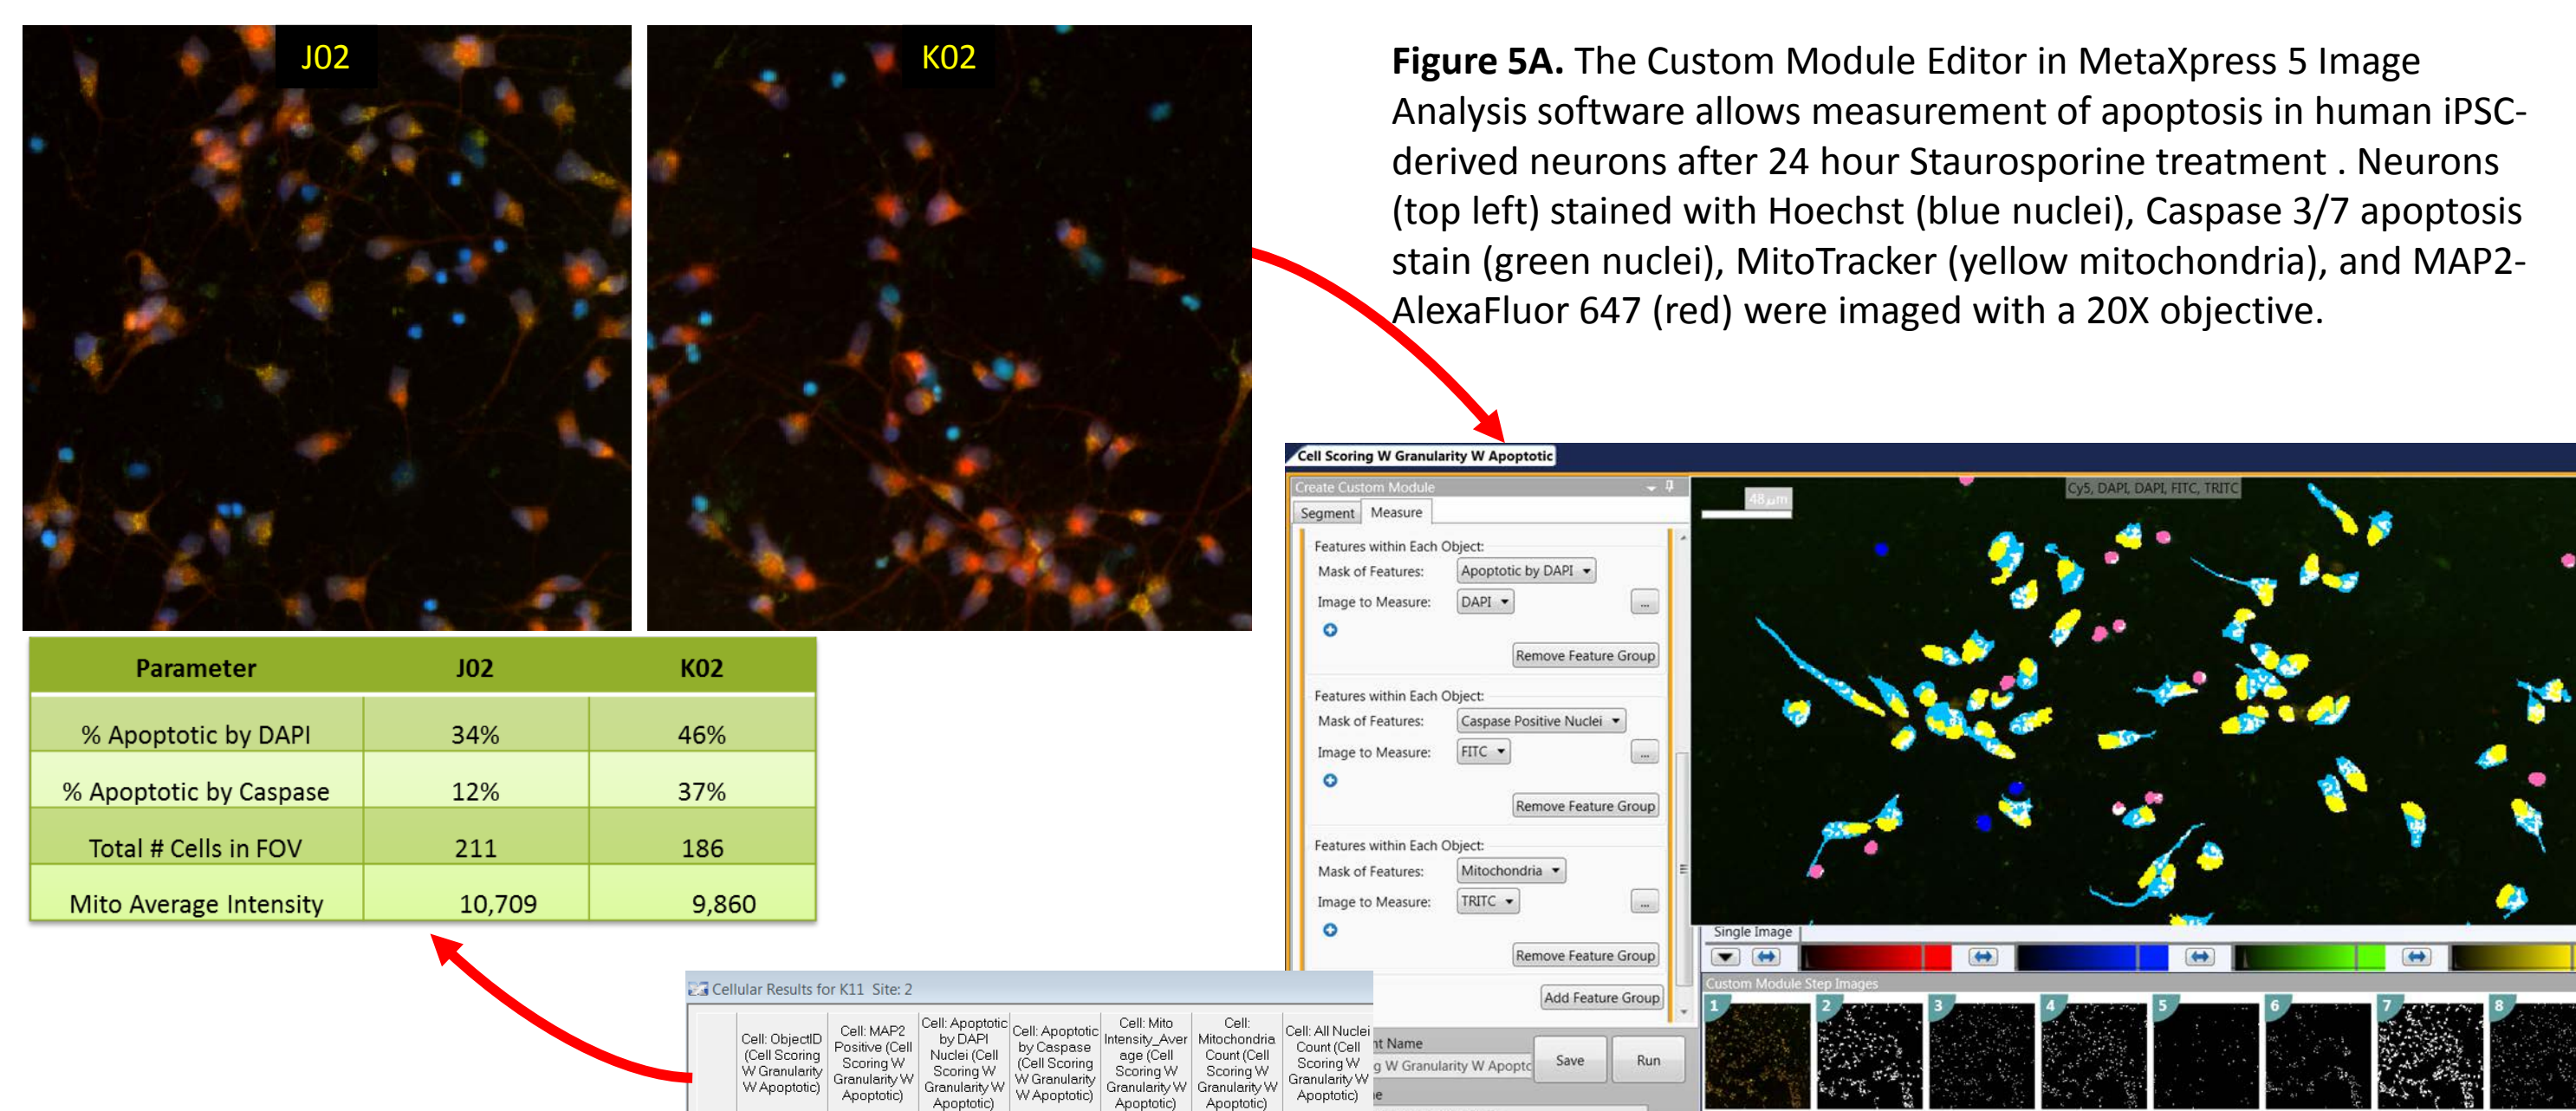 J02
K02
Figure 5A. The Custom Module Editor in MetaXpress 5 Image
Analysis software allows measurement of apoptosis in human iPSC-
derived neurons after 24 hour Staurosporine treatment . Neurons
(top left) stained with Hoechst (blue nuclei), Caspase 3/7 apoptosis
stain (green nuclei), MitoTracker (yellow mitochondria), and MAP2-
AlexaFluor 647 (red) were imaged with a 20X objective.
Parameter J02 K02
% Apoptotic by DAPI 34% 46%
% Apoptotic by Caspase 12% 37%
Total # Cells in FOV 211 186
Mito Average Intensity 10,709 9,860
Cell Scoring W Granularity W Apoptotic
Create Custom Module
Segment Measure
Features within Each Object:
Mask of Features: Apoptotic by DAPI
Image to Measure: DAPI ...
Remove Feature Group
Features within Each Object:
Mask of Features: Caspase Positive Nuclei
Image to Measure: FITC ...
Remove Feature Group
Features within Each Object:
Mask of Features: Mitochondria
Image to Measure: TRITC ...
Remove Feature Group
Add Feature Group
nt Name
g W Granularity W Apoptc
Save Run
48 µm
Cy5, DAPI, DAPI, FITC, TRITC
Single Image
Custom Module Step Images
1 2 3 4 5 6 7 8
Cellular Results for K11 Site: 2
Cell: ObjectID
(Cell Scoring
W Granularity
W Apoptotic)
Cell: MAP2
Positive (Cell
Scoring W
Granularity W
Apoptotic)
Cell: Apoptotic
by DAPI
Nuclei (Cell
Scoring W
Granularity W
Apoptotic)
Cell: Apoptotic
by Caspase
(Cell Scoring
W Granularity
W Apoptotic)
Cell: Mito
Intensity_Aver
age (Cell
Scoring W
Granularity W
Apoptotic)
Cell:
Mitochondria
Count (Cell
Scoring W
Granularity W
Apoptotic)
Cell: All Nuclei
Count (Cell
Scoring W
Granularity W
Apoptotic)